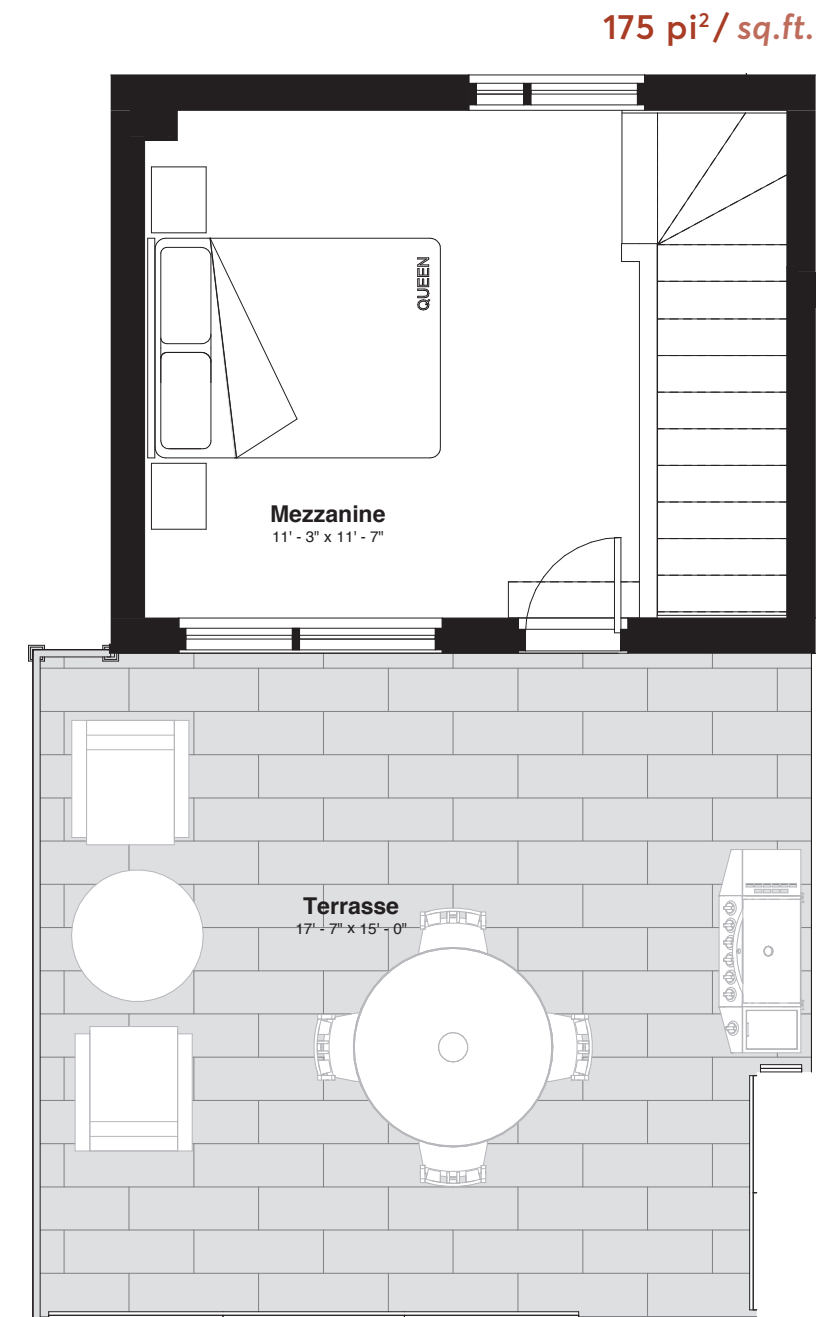 175 pi²/ sq.ft.
QUEEN
Mezzanine
11' - 3" x 11' - 7"
Terrasse
17' - 7" x 15' - 0"